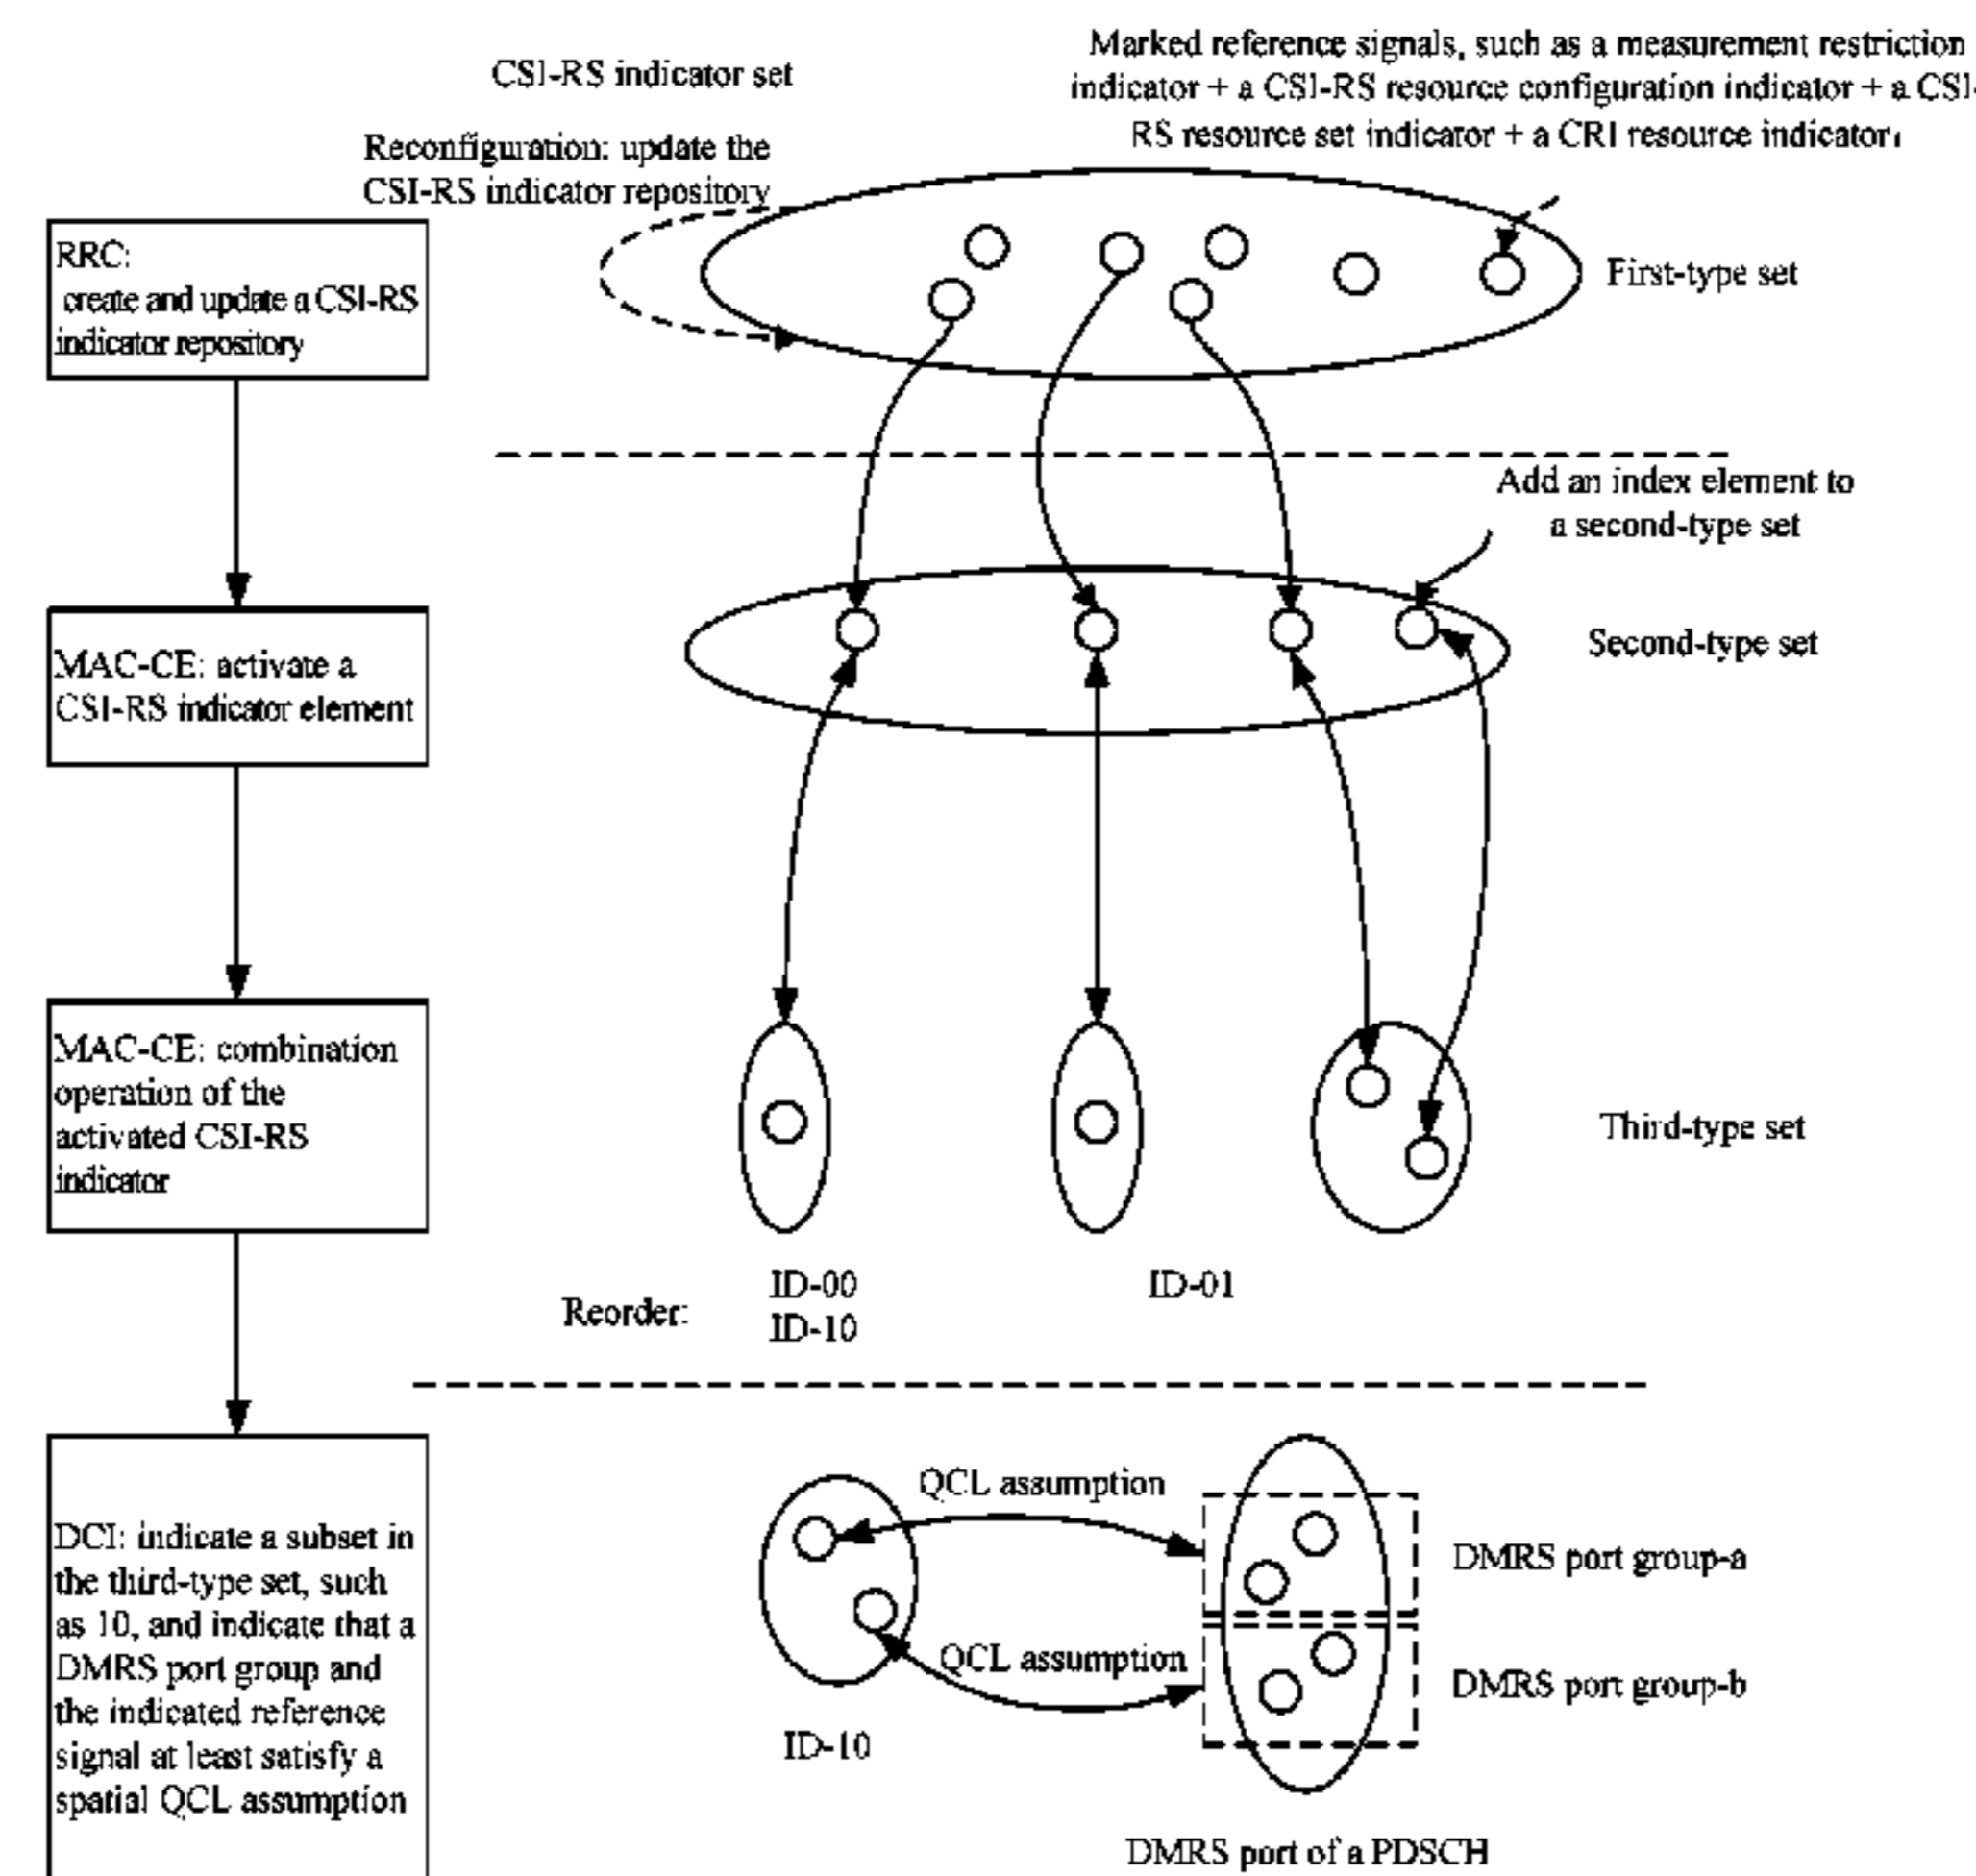 CSI-RS indicator set
Marked reference signals, such as a measurement restriction
indicator + a CSI-RS resource configuration indicator + a CSI-
RS resource set indicator + a CRI resource indicator
Reconfiguration: update the
CSI-RS indicator repository
RRC:
create and update a CSI-RS
indicator repository
First-type set
Add an index element to
a second-type set
MAC-CE: activate a
CSI-RS indicator element
Second-type set
MAC-CE: combination
operation of the
activated CSI-RS
indicator
Third-type set
Reorder:
ID-00
ID-10
ID-01
DCI: indicate a subset in
the third-type set, such
as 10, and indicate that a
DMRS port group and
the indicated reference
signal at least satisfy a
spatial QCL assumption
QCL assumption
QCL assumption
DMRS port group-a
DMRS port group-b
ID-10
DMRS port of a PDSCH